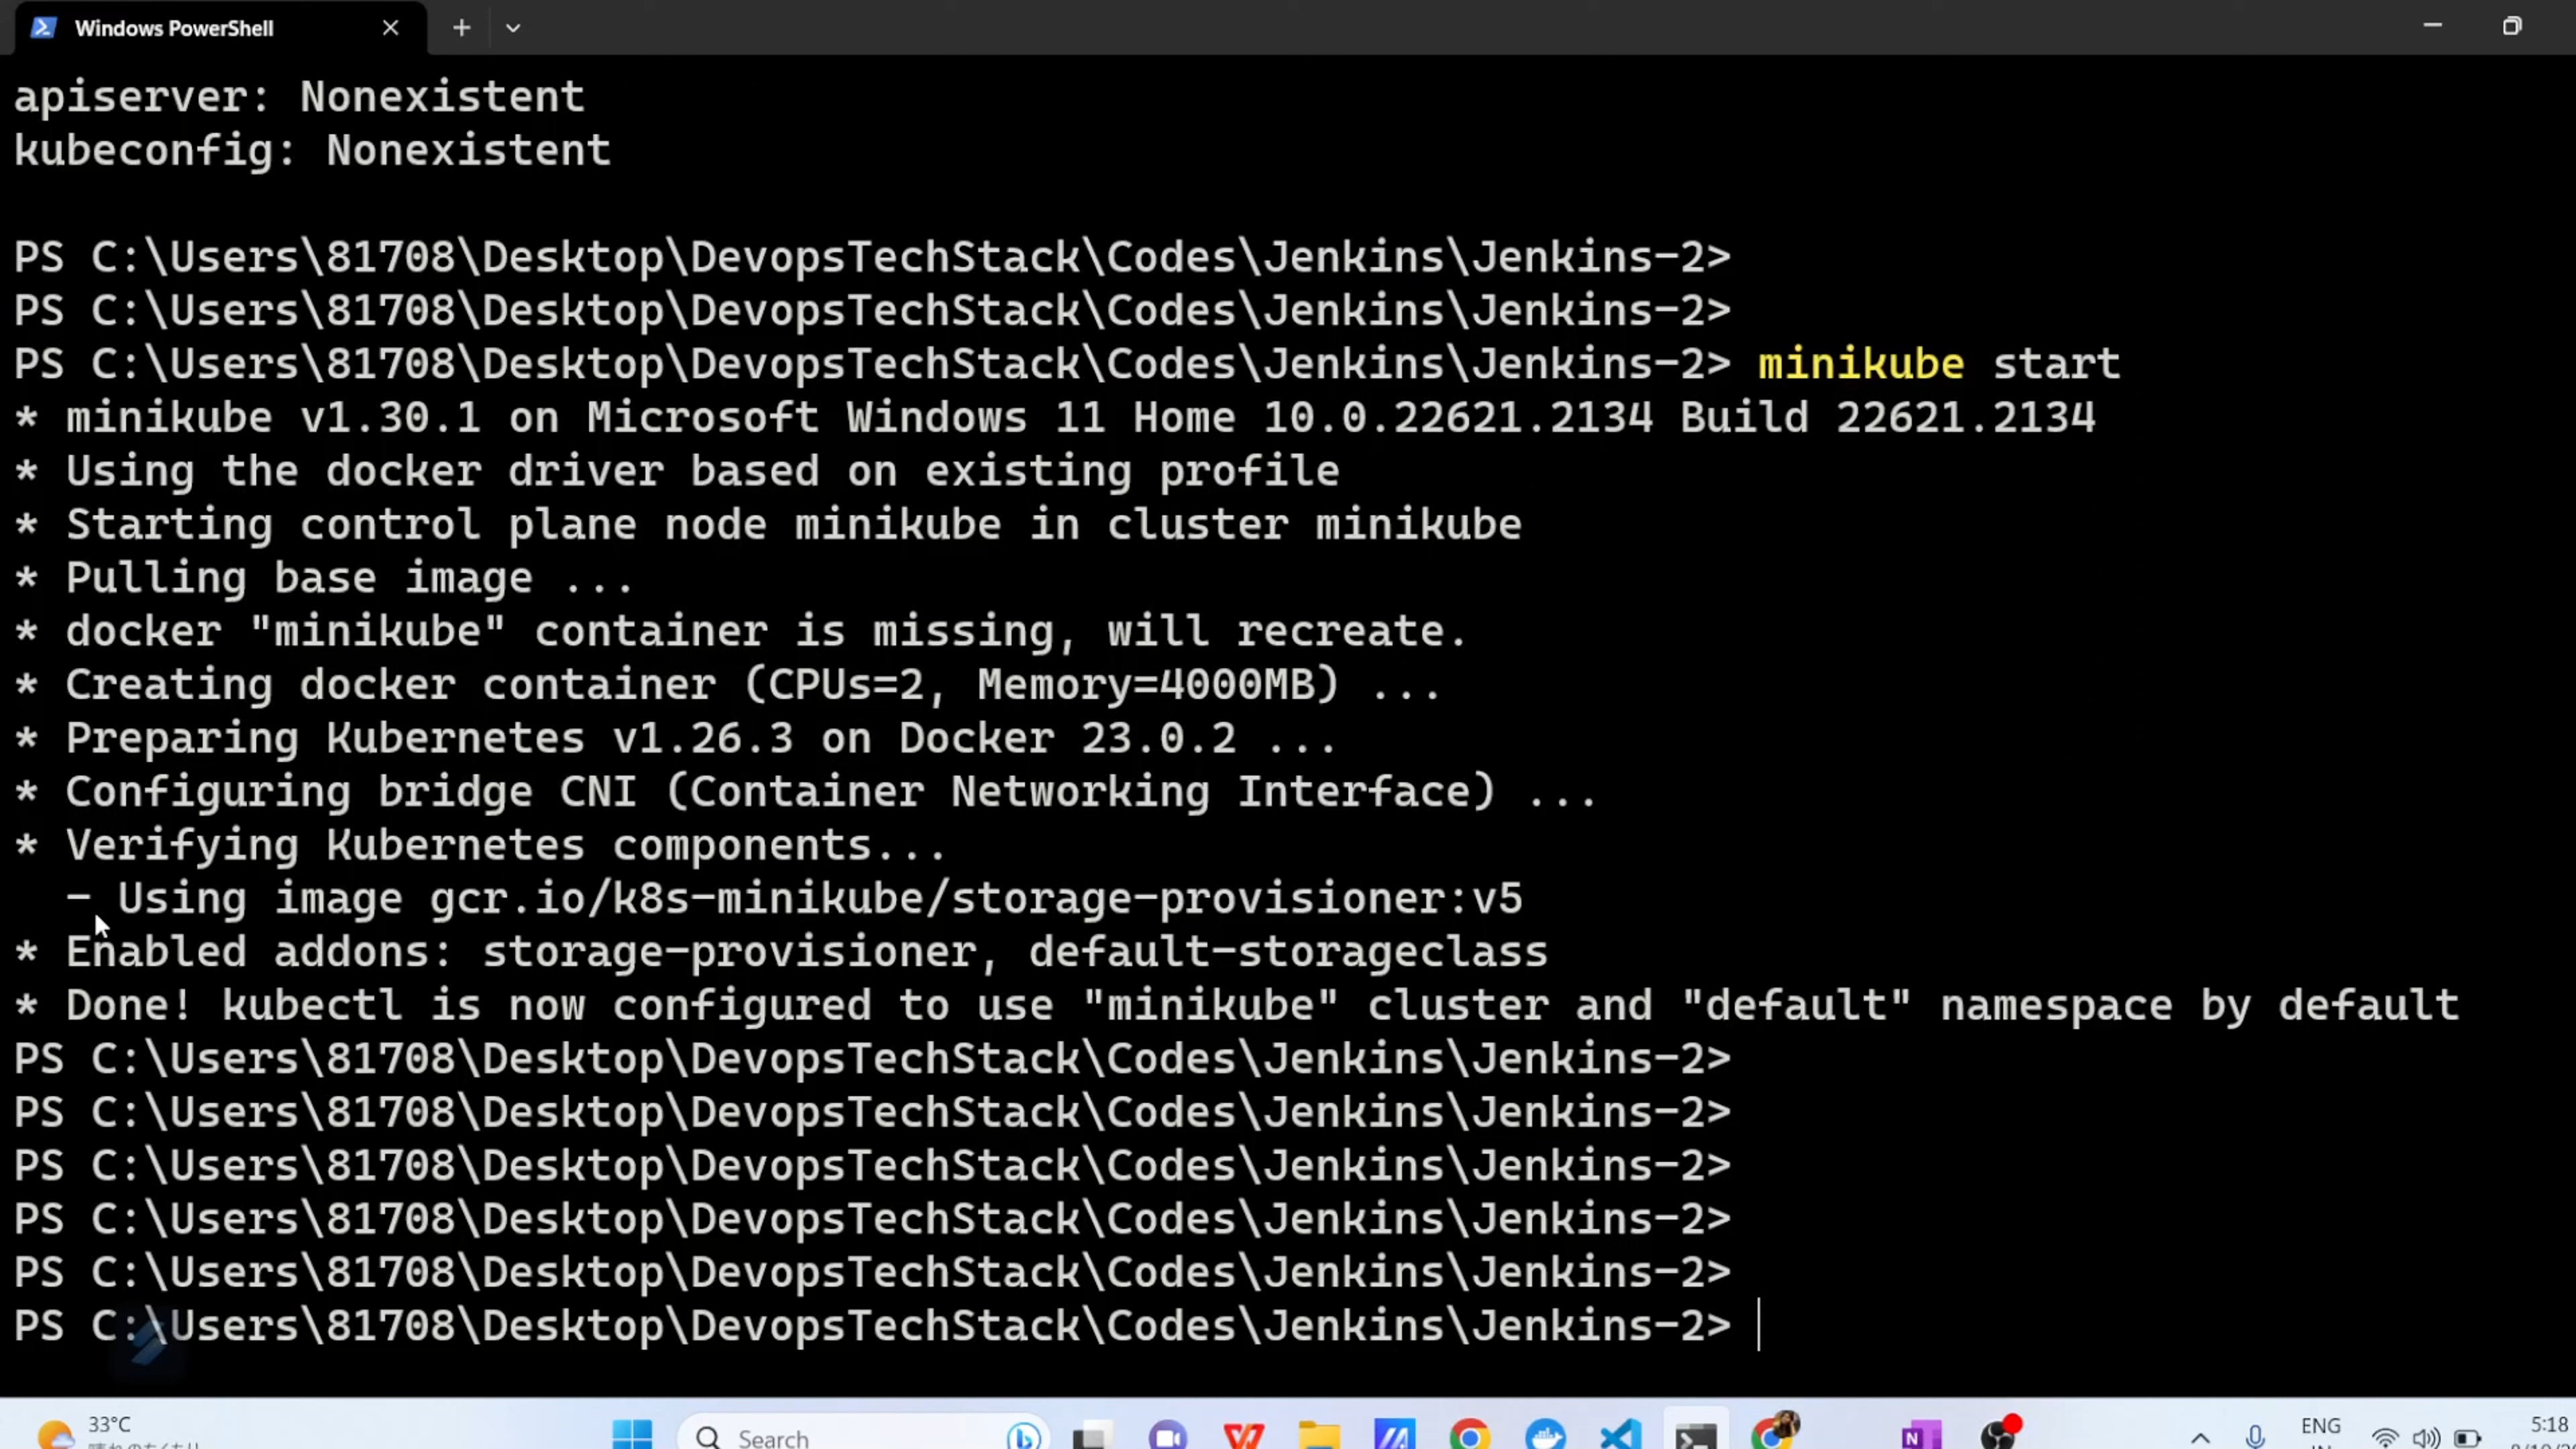 Windows PowerShell
apiserver: Nonexistent
kubeconfig: Nonexistent
PS C:\Users\81708\Desktop\DevopsTechStack\Codes\Jenkins\Jenkins-2>
PS C:\Users\81708\Desktop\DevopsTechStack\Codes\Jenkins\Jenkins-2>
PS C:\Users\81708\Desktop\DevopsTechStack\Codes\Jenkins\Jenkins-2> minikube start
* minikube v1.30.1 on Microsoft Windows 11 Home 10.0.22621.2134 Build 22621.2134
* Using the docker driver based on existing profile
* Starting control plane node minikube in cluster minikube
* Pulling base image ...
* docker "minikube" container is missing, will recreate.
* Creating docker container (CPUs=2, Memory=4000MB) ...
* Preparing Kubernetes v1.26.3 on Docker 23.0.2 ...
* Configuring bridge CNI (Container Networking Interface) ...
* Verifying Kubernetes components...
  - Using image gcr.io/k8s-minikube/storage-provisioner:v5
* Enabled addons: storage-provisioner, default-storageclass
* Done! kubectl is now configured to use "minikube" cluster and "default" namespace by default
PS C:\Users\81708\Desktop\DevopsTechStack\Codes\Jenkins\Jenkins-2>
PS C:\Users\81708\Desktop\DevopsTechStack\Codes\Jenkins\Jenkins-2>
PS C:\Users\81708\Desktop\DevopsTechStack\Codes\Jenkins\Jenkins-2>
PS C:\Users\81708\Desktop\DevopsTechStack\Codes\Jenkins\Jenkins-2>
PS C:\Users\81708\Desktop\DevopsTechStack\Codes\Jenkins\Jenkins-2>
PS C:\Users\81708\Desktop\DevopsTechStack\Codes\Jenkins\Jenkins-2>
33°C
Search
ENG
5:18